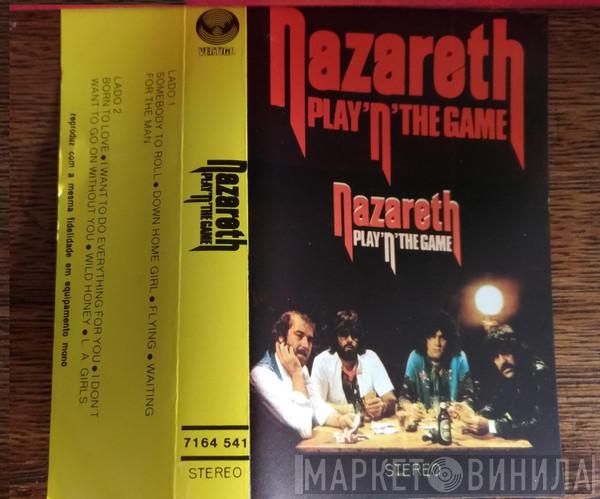 nazareth
PLAY'N'THE GAME
nazareth
PLAY'N'THE GAME
STEREO
VERTIGO
nazareth
PLAY'N'THE GAME
7164 541
STEREO
LADO 1
SOMEBODY TO ROLL • DOWN HOME GIRL • FLYING • WAITING
FOR THE MAN
LADO 2
BORN TO LOVE • I WANT TO DO EVERYTHING FOR YOU • I DON'T
WANT TO GO ON WITHOUT YOU • WILD HONEY • L. A GIRLS
reproduz com a mesma fidelidade em equipamento mono
МАРКЕТ ВИНИЛА